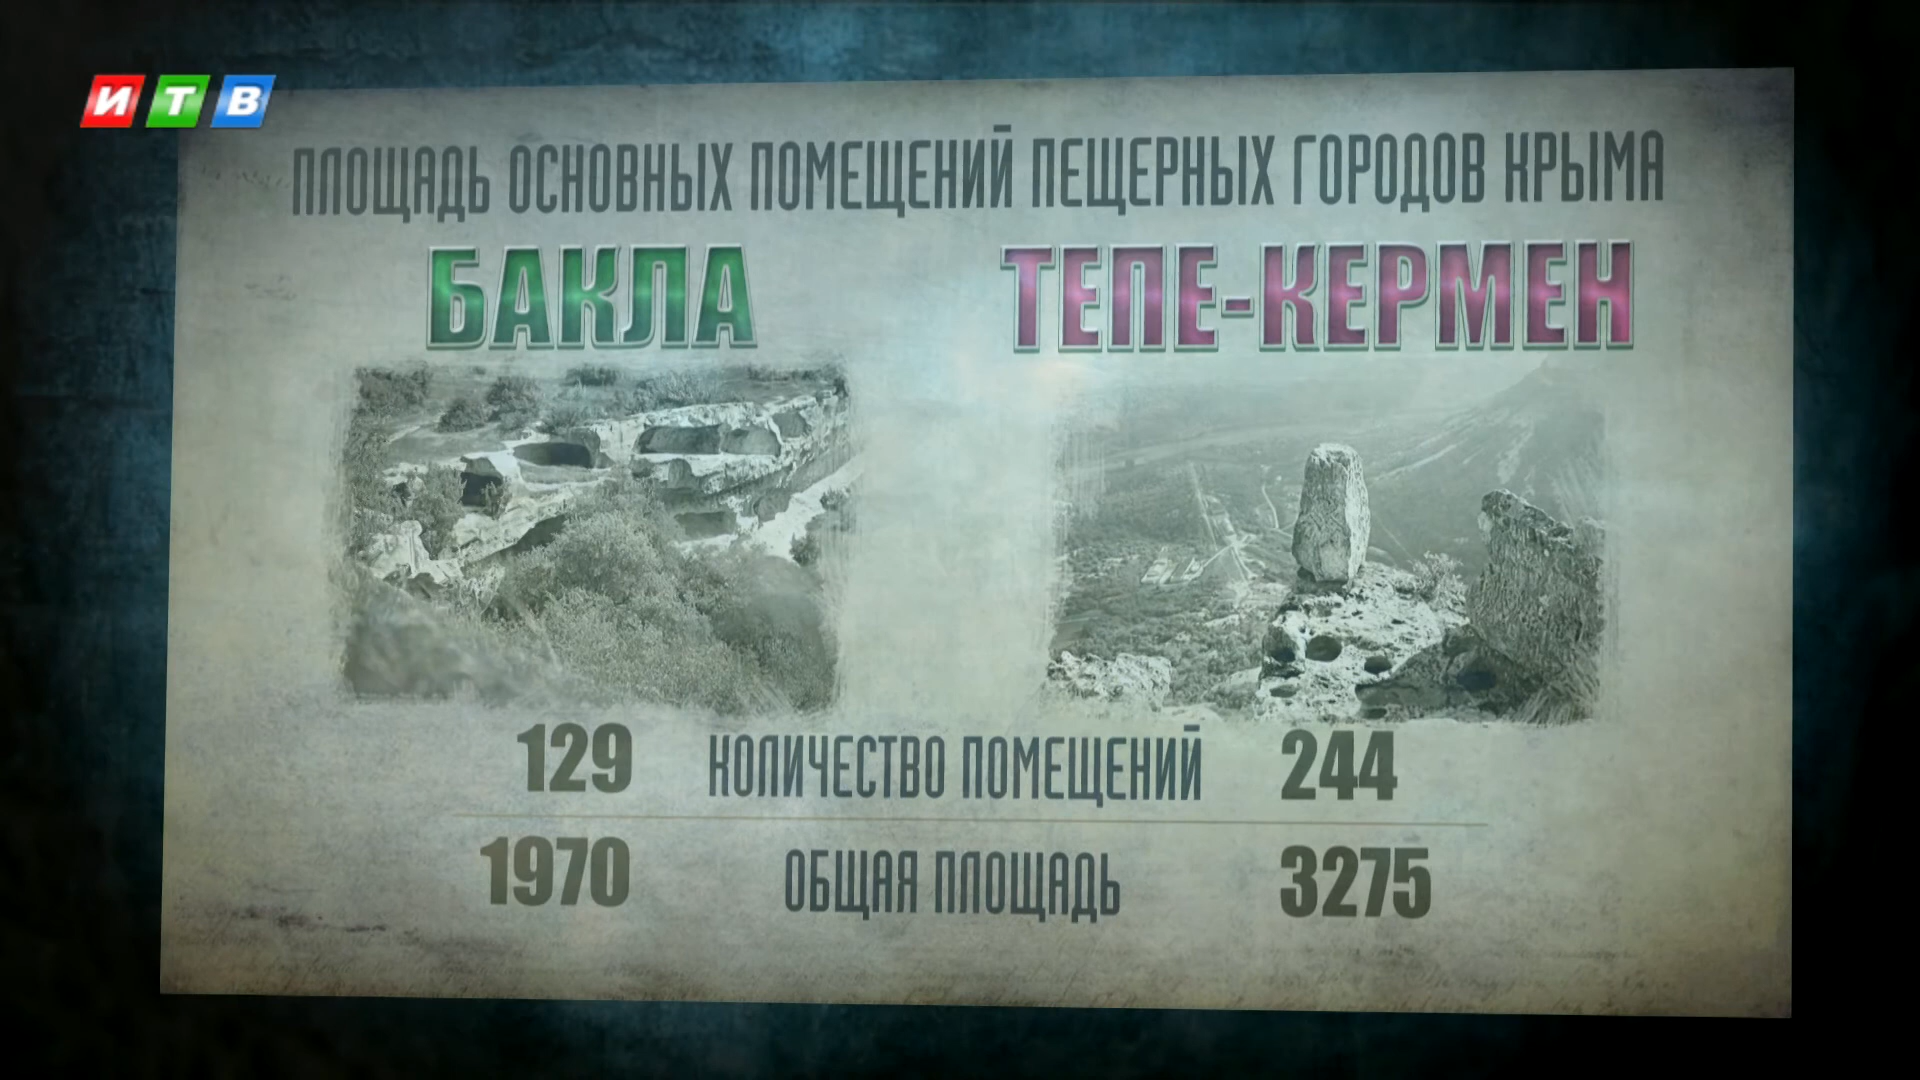 ИТВ
ПЛОЩАДЬ ОСНОВНЫХ ПОМЕЩЕНИЙ ПЕЩЕРНЫХ ГОРОДОВ КРЫМА
БАКЛА ТЕПЕ-КЕРМЕН
129 КОЛИЧЕСТВО ПОМЕЩЕНИЙ 244
1970 ОБЩАЯ ПЛОЩАДЬ 3275